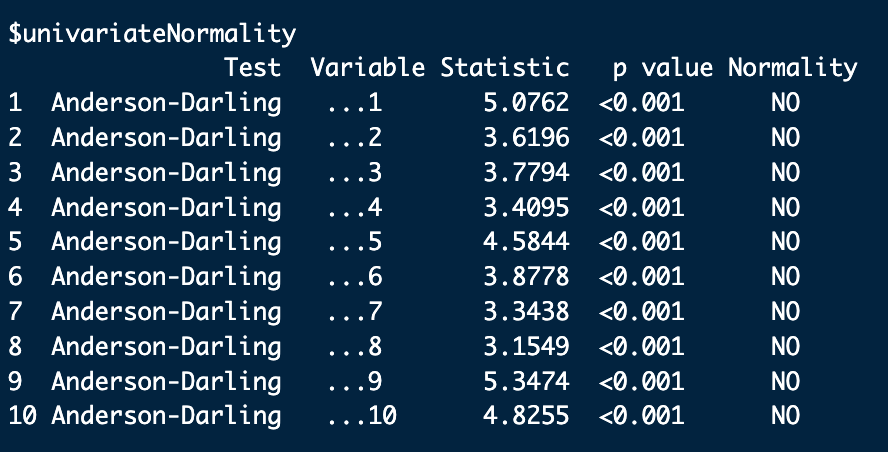 $univariateNormality
               Test  Variable Statistic   p value Normality
1  Anderson-Darling   ...1       5.0762  <0.001      NO
2  Anderson-Darling   ...2       3.6196  <0.001      NO
3  Anderson-Darling   ...3       3.7794  <0.001      NO
4  Anderson-Darling   ...4       3.4095  <0.001      NO
5  Anderson-Darling   ...5       4.5844  <0.001      NO
6  Anderson-Darling   ...6       3.8778  <0.001      NO
7  Anderson-Darling   ...7       3.3438  <0.001      NO
8  Anderson-Darling   ...8       3.1549  <0.001      NO
9  Anderson-Darling   ...9       5.3474  <0.001      NO
10 Anderson-Darling   ...10      4.8255  <0.001      NO